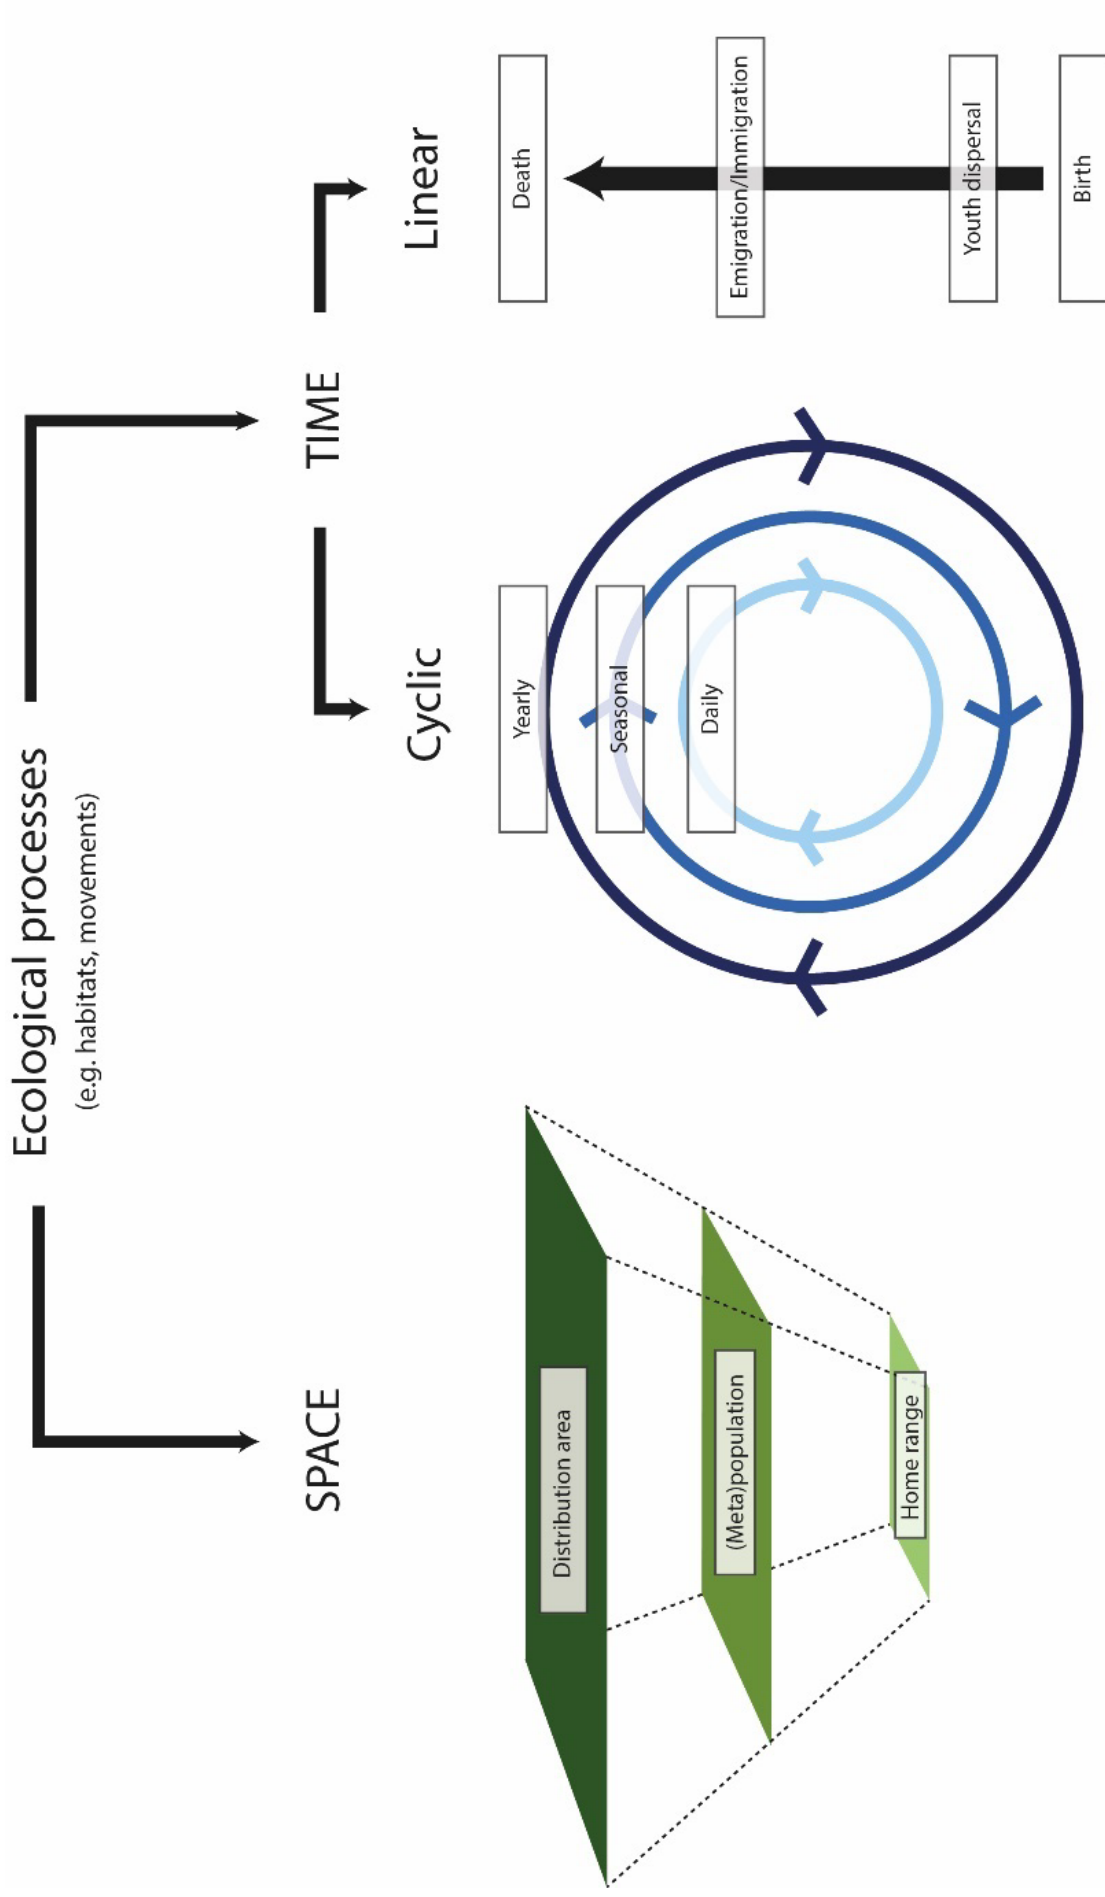 Ecological processes
(e.g. habitats, movements)
SPACE
TIME
Cyclic
Linear
Distribution area
(Meta)population
Home range
Yearly
Seasonal
Daily
Death
Emigration/Immigration
Youth dispersal
Birth